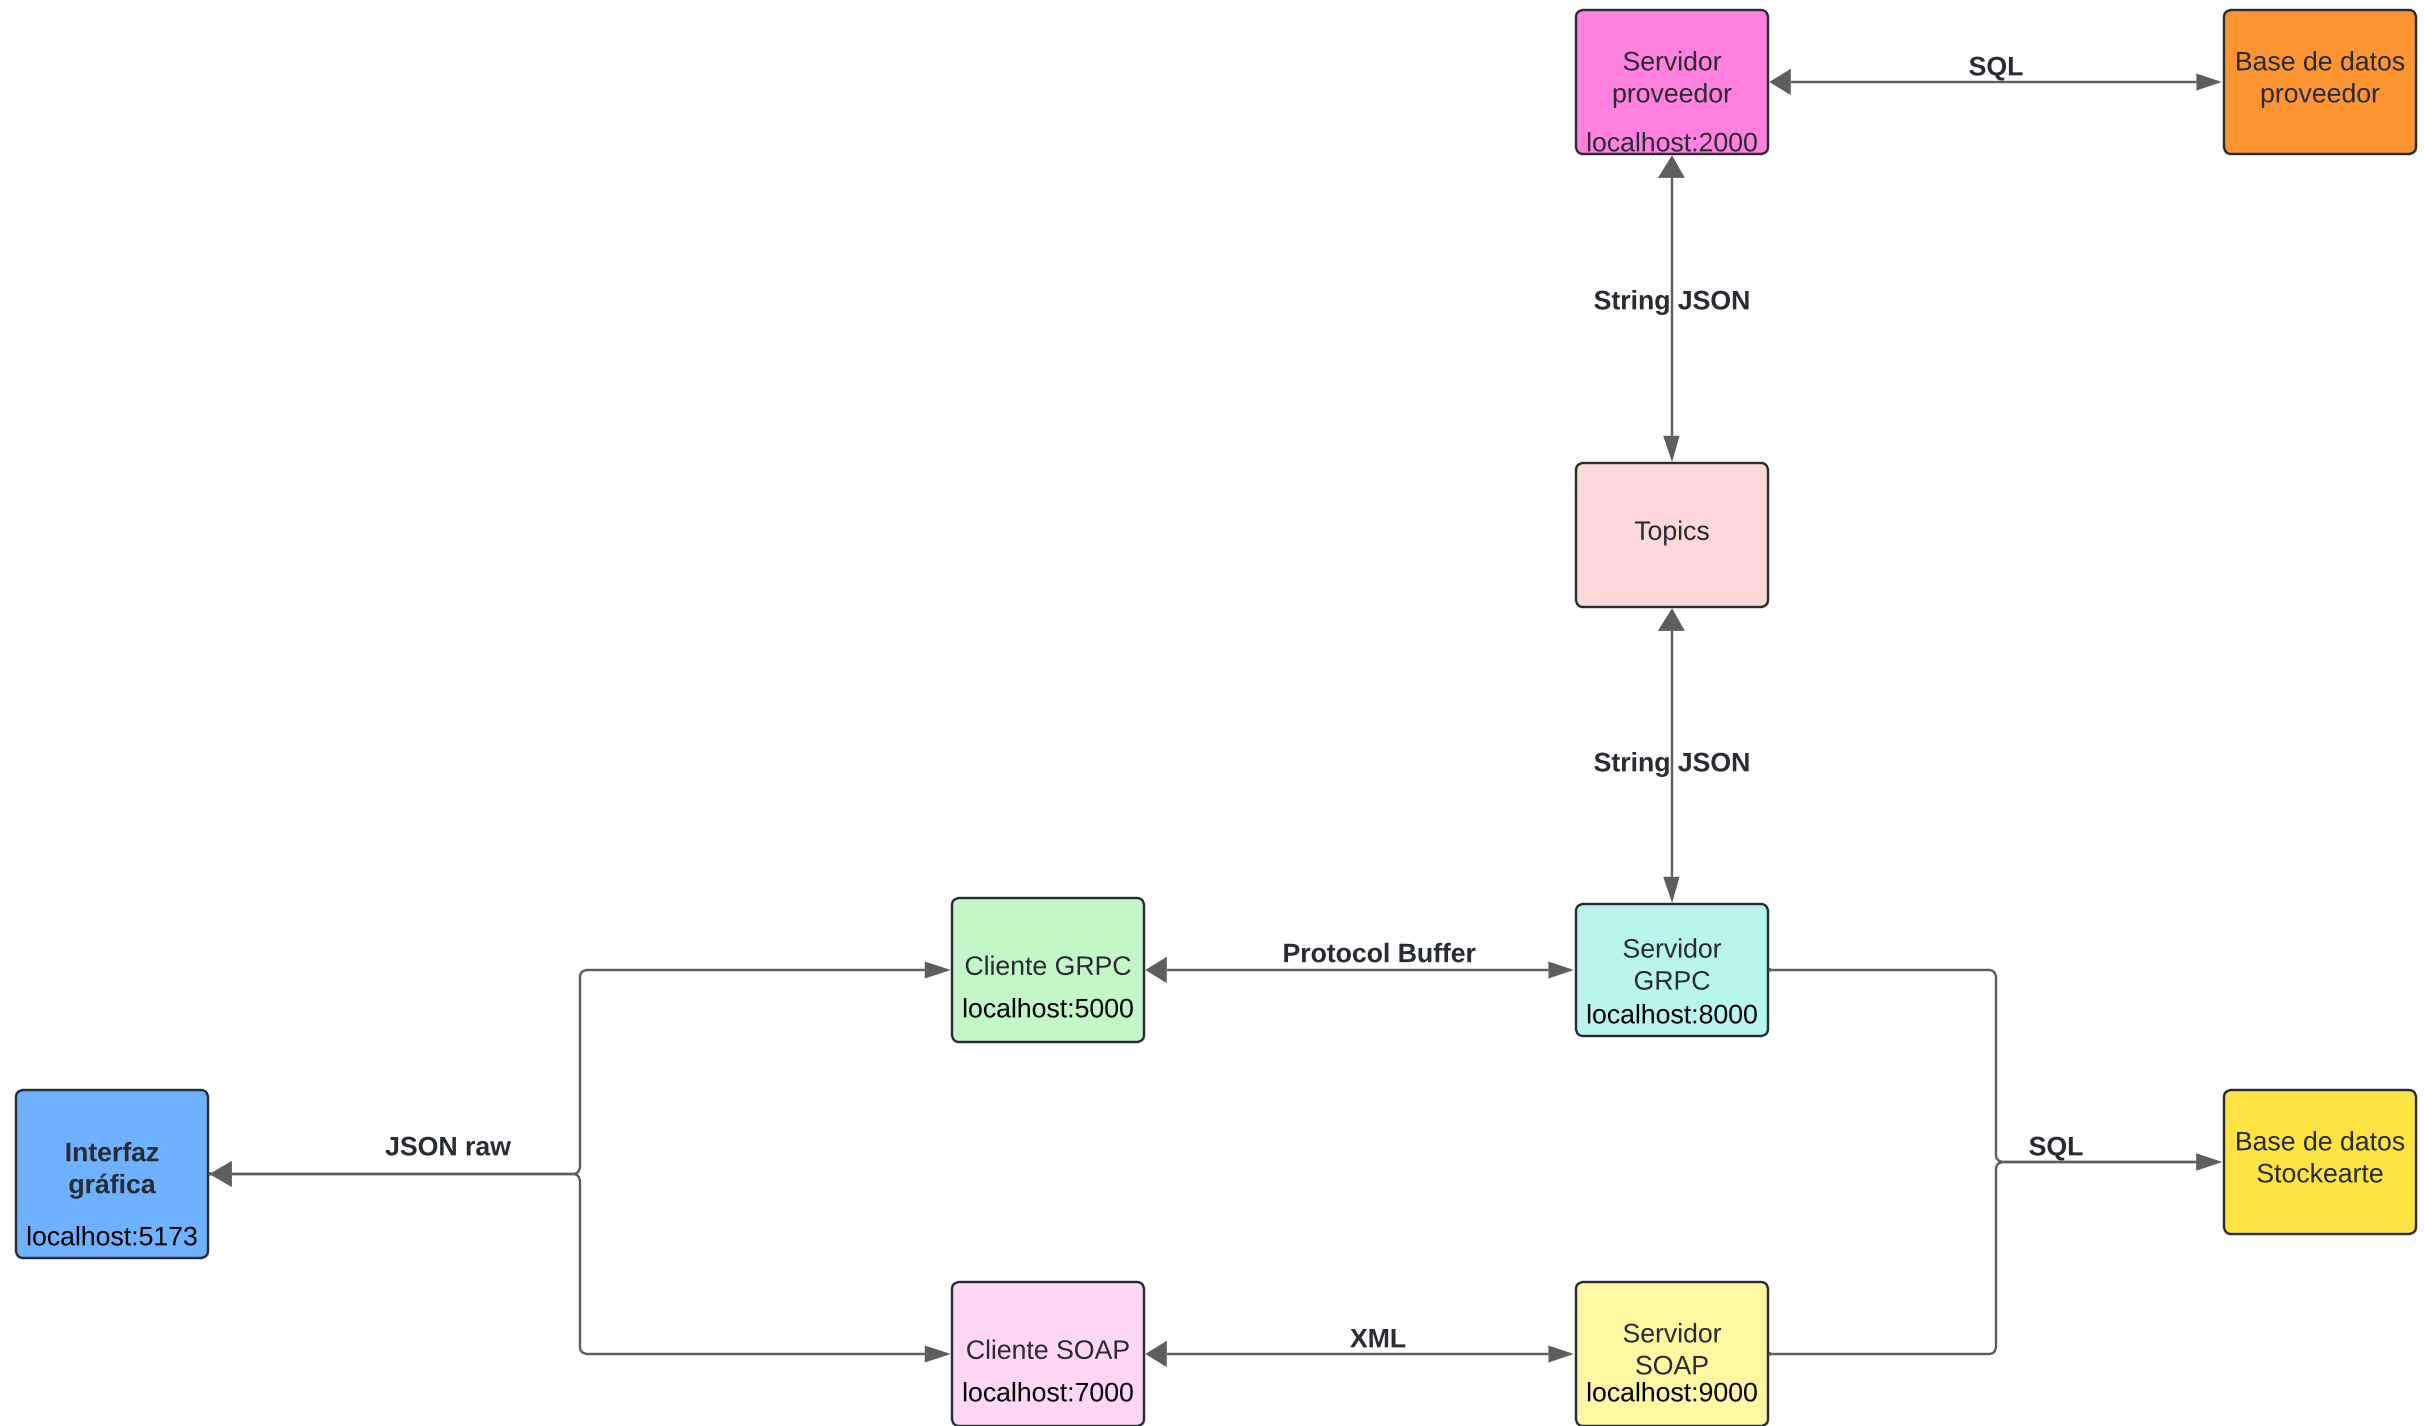 Servidor
proveedor
localhost:2000
SQL
Base de datos
proveedor
String JSON
Topics
String JSON
Cliente GRPC
localhost:5000
Protocol Buffer
Servidor
GRPC
localhost:8000
Interfaz
gráfica
localhost:5173
JSON raw
SQL
Base de datos
Stockearte
Cliente SOAP
localhost:7000
XML
Servidor
SOAP
localhost:9000